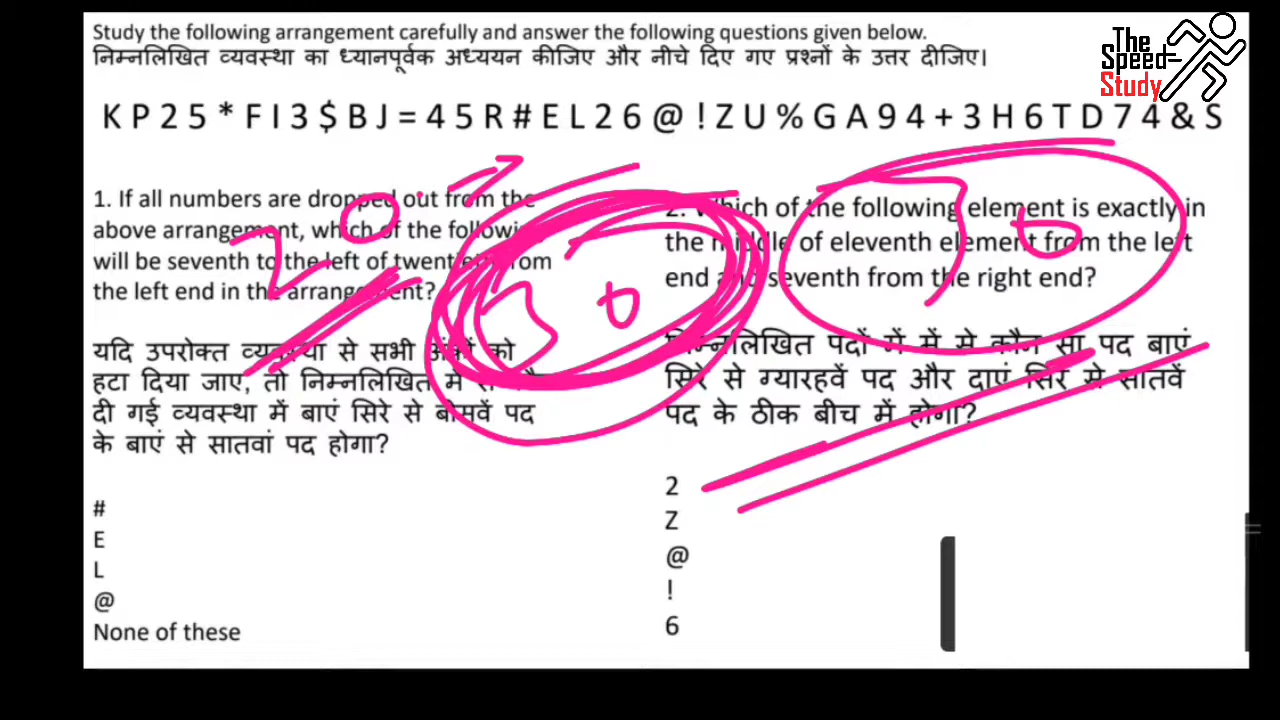 Study the following arrangement carefully and answer the following questions given below.
निम्नलिखित व्यवस्था का ध्यानपूर्वक अध्ययन कीजिए और नीचे दिए गए प्रश्नों के उत्तर दीजिए।
The
Speed
Study
K P 2 5 * F I 3 $ B J = 4 5 R # E L 2 6 @ ! Z U % G A 9 4 + 3 H 6 T D 7 4 & S
1. If all numbers are dropped out from the
above arrangement, which of the following
will be seventh to the left of twentieth from
the left end in the arrangement?
यदि उपरोक्त व्यवस्था से सभी अंकों को
हटा दिया जाए, तो निम्नलिखित में
दी गई व्यवस्था में बाएं सिरे से बीसवें पद
के बाएं से सातवां पद होगा?
#
E
L
@
None of these
2. Which of the following element is exactly in
the middle of eleventh element from the left
end and seventh from the right end?
निम्नलिखित पदों में में मे कौन सा पद बाएं
सिरे से ग्यारहवें पद और दाएं सिरे मे सातवें
पद के ठीक बीच में होगा?
2
Z
@
!
6
20